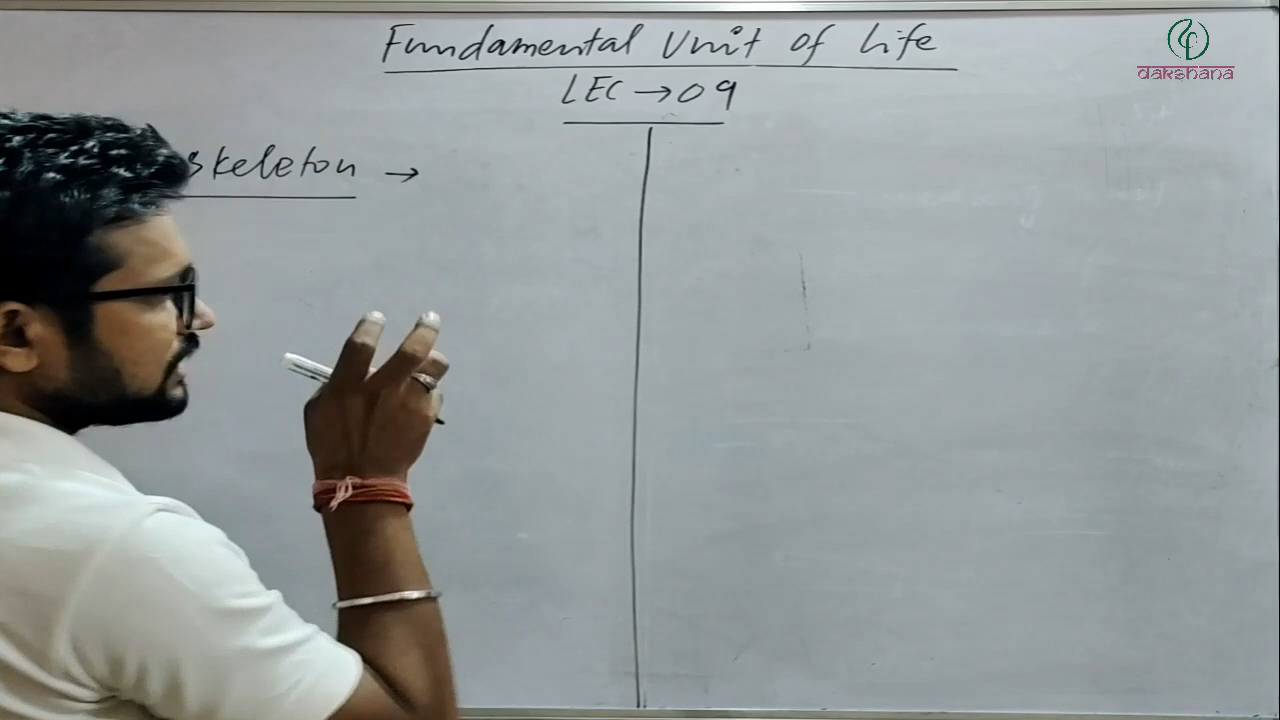 Fundamental Unit of Life
LEC → 09
skeleton →
dakshana